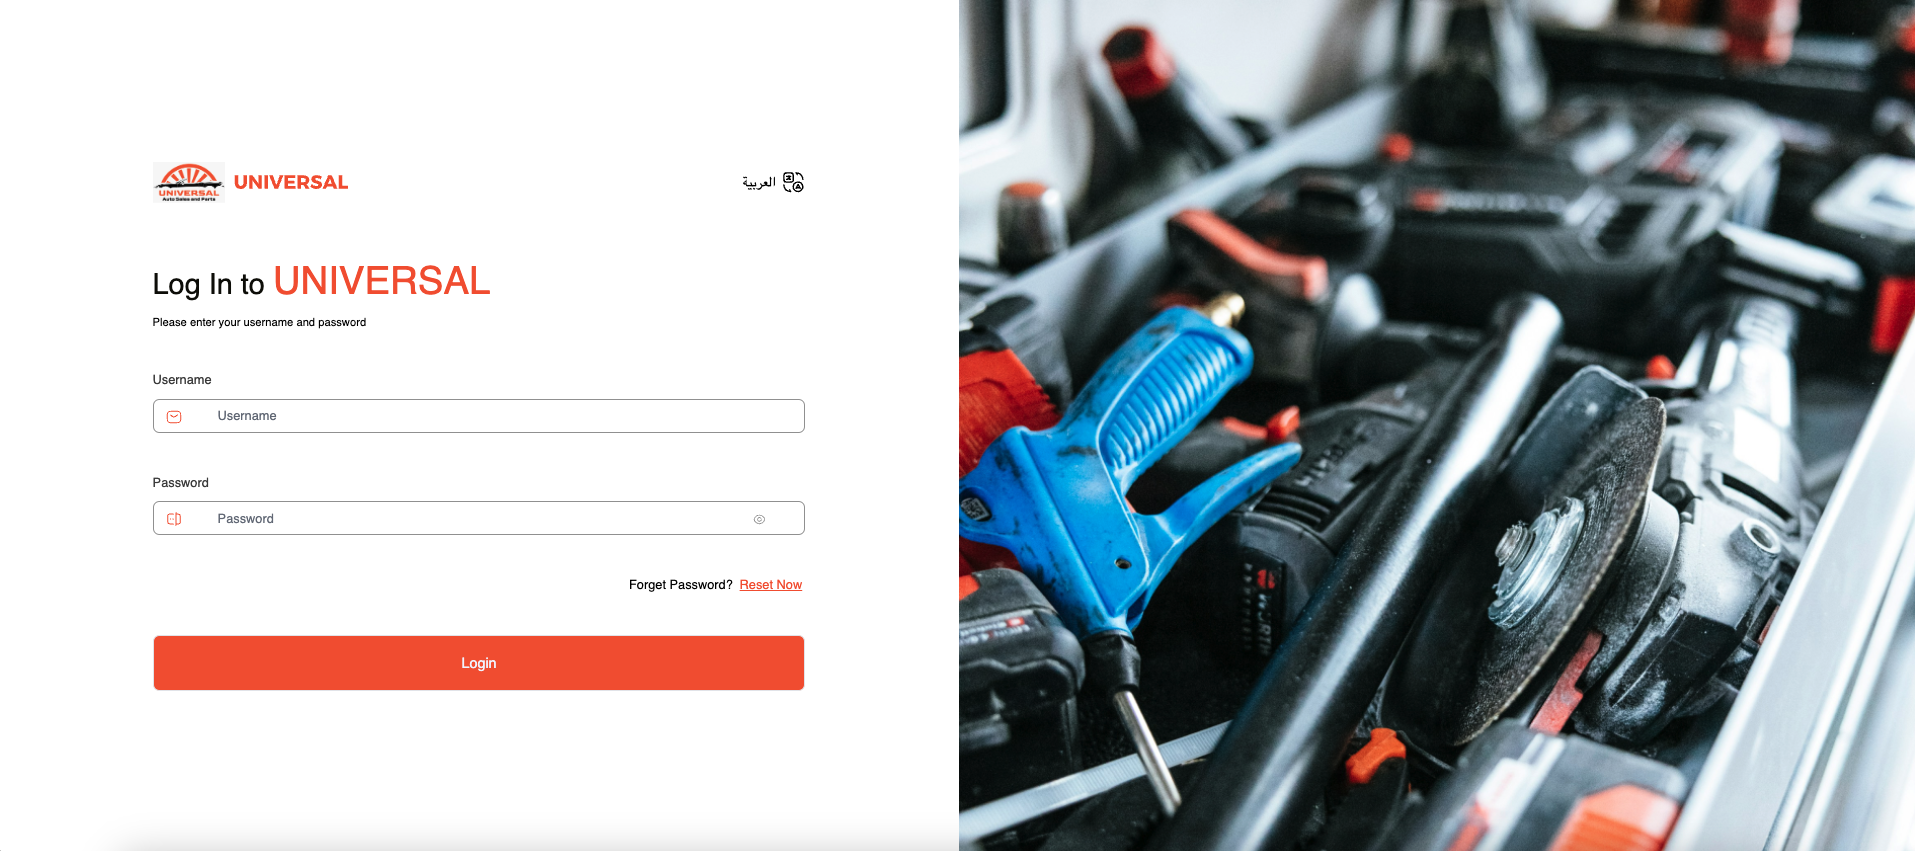 UNIVERSAL
Auto Sales and Parts
UNIVERSAL
العربية
Log In to UNIVERSAL
Please enter your username and password
Username
Username
Password
Password
Forget Password? Reset Now
Login